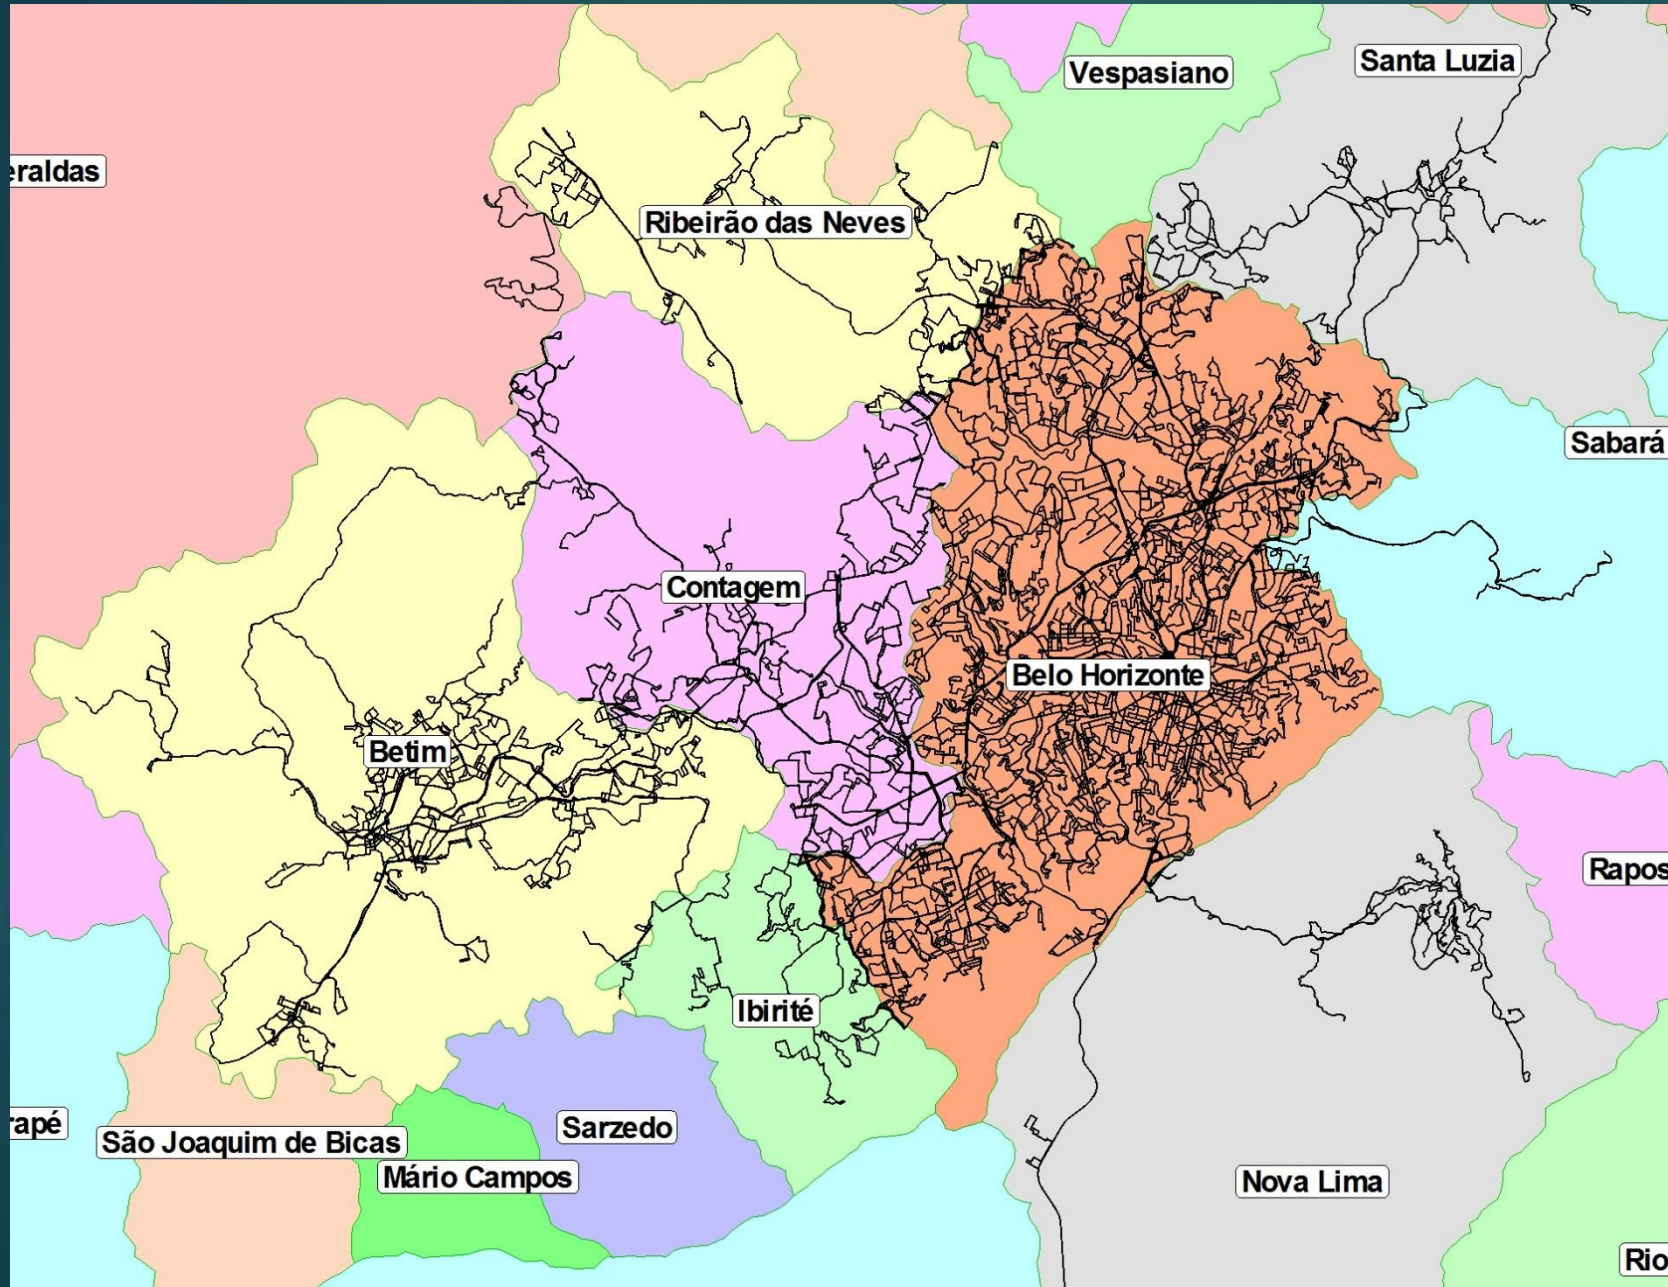 Santa Luzia
Vespasiano
eraldas
Ribeirão das Neves
Sabará
Contagem
Belo Horizonte
Betim
Rapos
Ibirité
rapé
São Joaquim de Bicas
Sarzedo
Mário Campos
Nova Lima
Rio